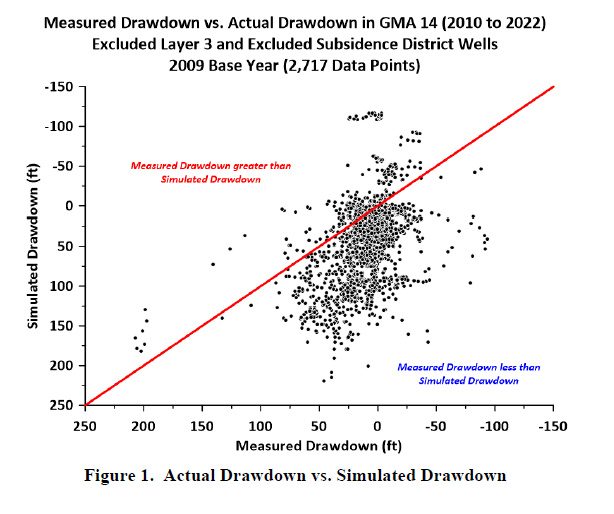 Measured Drawdown vs. Actual Drawdown in GMA 14 (2010 to 2022)
Excluded Layer 3 and Excluded Subsidence District Wells
2009 Base Year (2,717 Data Points)
-150
-100
-50
0
50
100
150
200
250
Simulated Drawdown (ft)
Measured Drawdown greater than
Simulated Drawdown
Measured Drawdown less than
Simulated Drawdown
250 200 150 100 50 0 -50 -100 -150
Measured Drawdown (ft)
Figure 1. Actual Drawdown vs. Simulated Drawdown